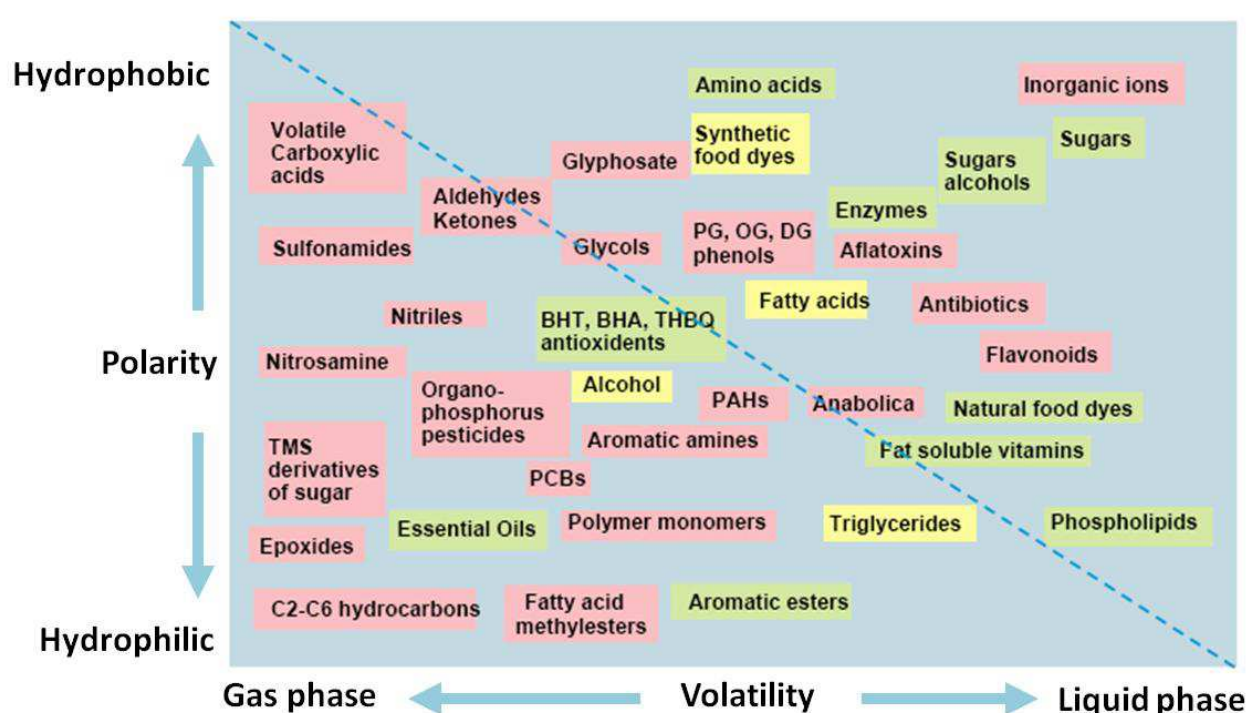 Hydrophobic
Amino acids
Inorganic ions
Volatile
Carboxylic
acids
Synthetic
food dyes
Sugars
Glyphosate
Sugars
alcohols
Aldehydes
Ketones
Enzymes
Sulfonamides
Glycols
PG, OG, DG
phenols
Aflatoxins
Fatty acids
Antibiotics
Nitriles
BHT, BHA, THBQ
antioxidents
Flavonoids
Polarity
Nitrosamine
Organo-
phosphorus
pesticides
Alcohol
PAHs
Anabolica
Natural food dyes
TMS
derivatives
of sugar
Aromatic amines
Fat soluble vitamins
PCBs
Essential Oils
Polymer monomers
Triglycerides
Phospholipids
Epoxides
C2-C6 hydrocarbons
Fatty acid
methylesters
Aromatic esters
Hydrophilic
Gas phase
Volatility
Liquid phase